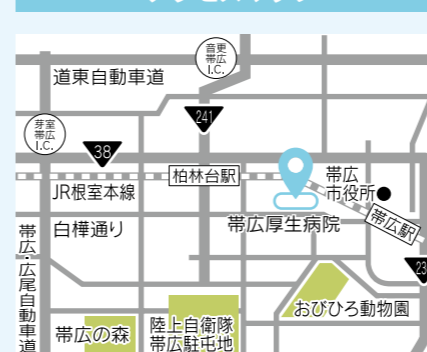 音更
帯広
I.C.
道東自動車道
241
芽室
帯広
I.C.
38
柏林台駅
JR根室本線
帯広
市役所●
帯広駅
白樺通り
帯広厚生病院
帯広・広尾自動車道
おびひろ動物園
帯広の森
陸上自衛隊
帯広駐屯地